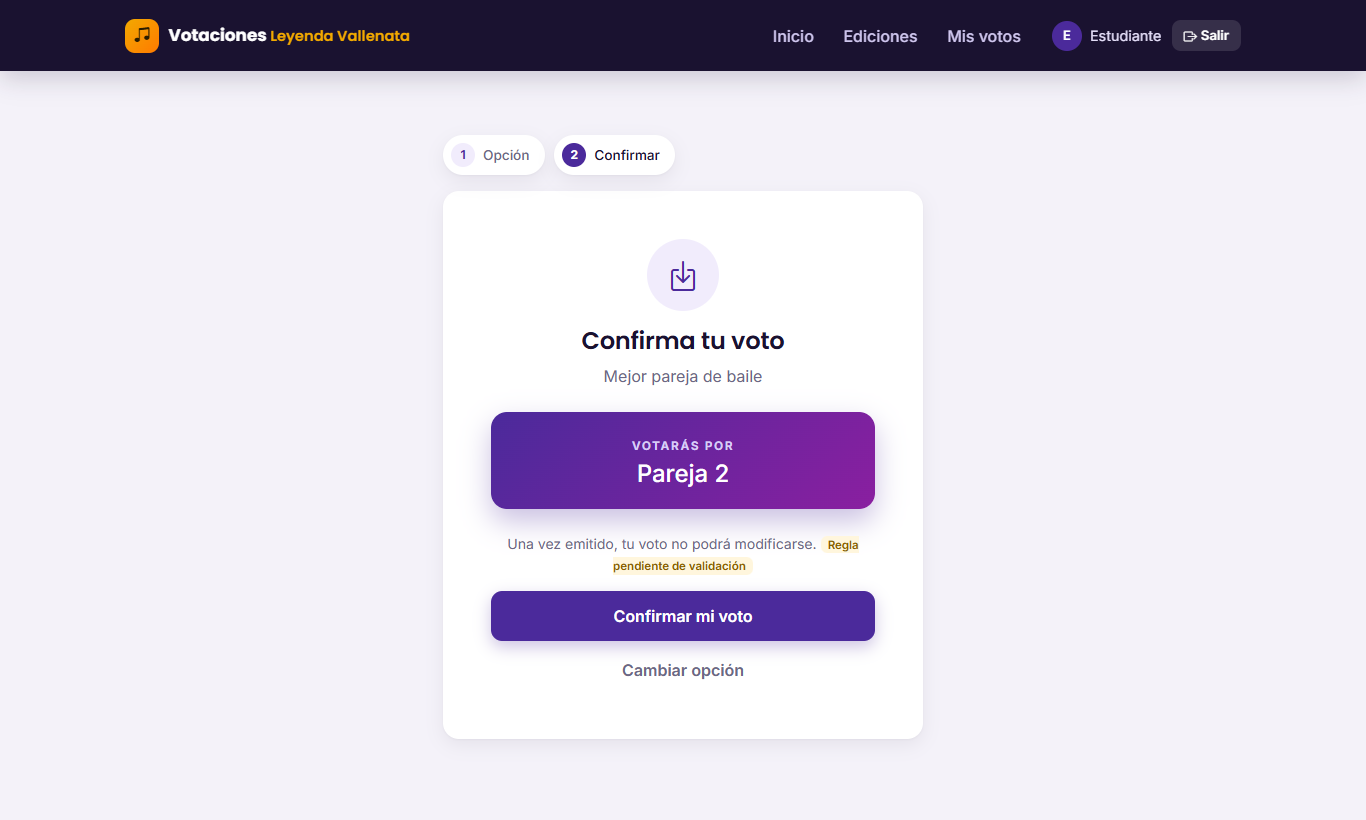 Votaciones Leyenda Vallenata
Inicio
Ediciones
Mis votos
E
Estudiante
Salir
1 Opción
2 Confirmar
Confirma tu voto
Mejor pareja de baile
VOTARÁS POR
Pareja 2
Una vez emitido, tu voto no podrá modificarse. Regla
pendiente de validación
Confirmar mi voto
Cambiar opción